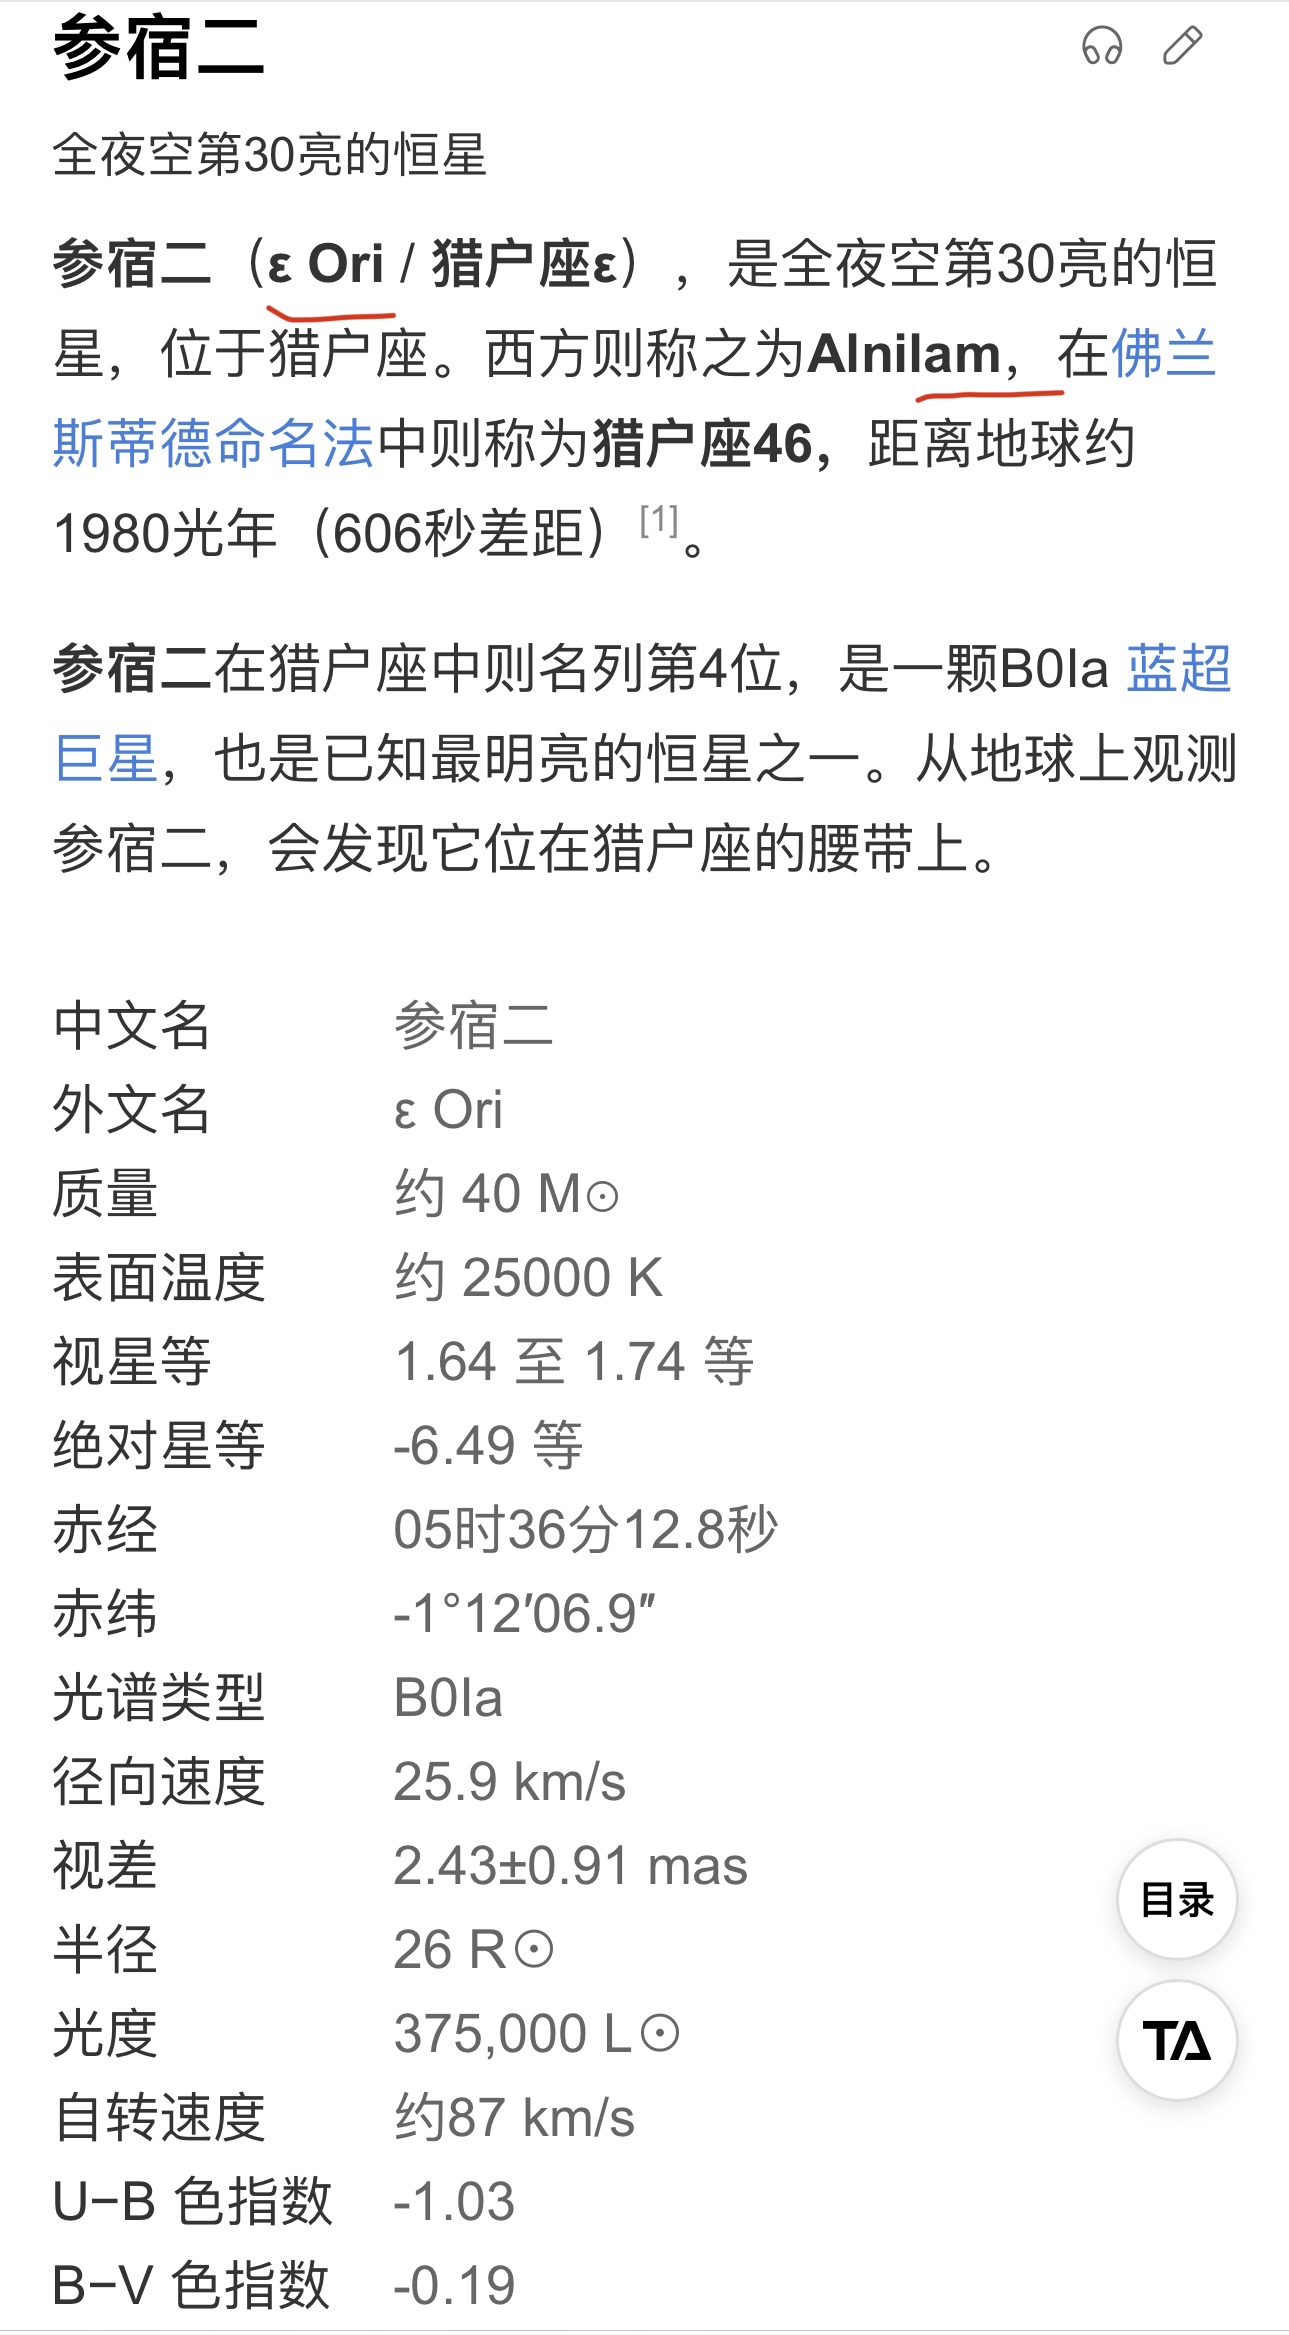 参宿二
全夜空第30亮的恒星
参宿二（ε Ori / 猎户座ε），是全夜空第30亮的恒
星，位于猎户座。西方则称之为Alnilam，在佛兰
斯蒂德命名法中则称为猎户座46，距离地球约
1980光年（606秒差距）[1]。
参宿二在猎户座中则名列第4位，是一颗B0Ia 蓝超
巨星，也是已知最明亮的恒星之一。从地球上观测
参宿二，会发现它位在猎户座的腰带上。
中文名 参宿二
外文名 ε Ori
质量 约 40 M☉
表面温度 约 25000 K
视星等 1.64 至 1.74 等
绝对星等 -6.49 等
赤经 05时36分12.8秒
赤纬 -1°12′06.9″
光谱类型 B0Ia
径向速度 25.9 km/s
视差 2.43±0.91 mas
半径 26 R☉
光度 375,000 L☉
自转速度 约87 km/s
U−B 色指数 -1.03
B−V 色指数 -0.19
目录
TA